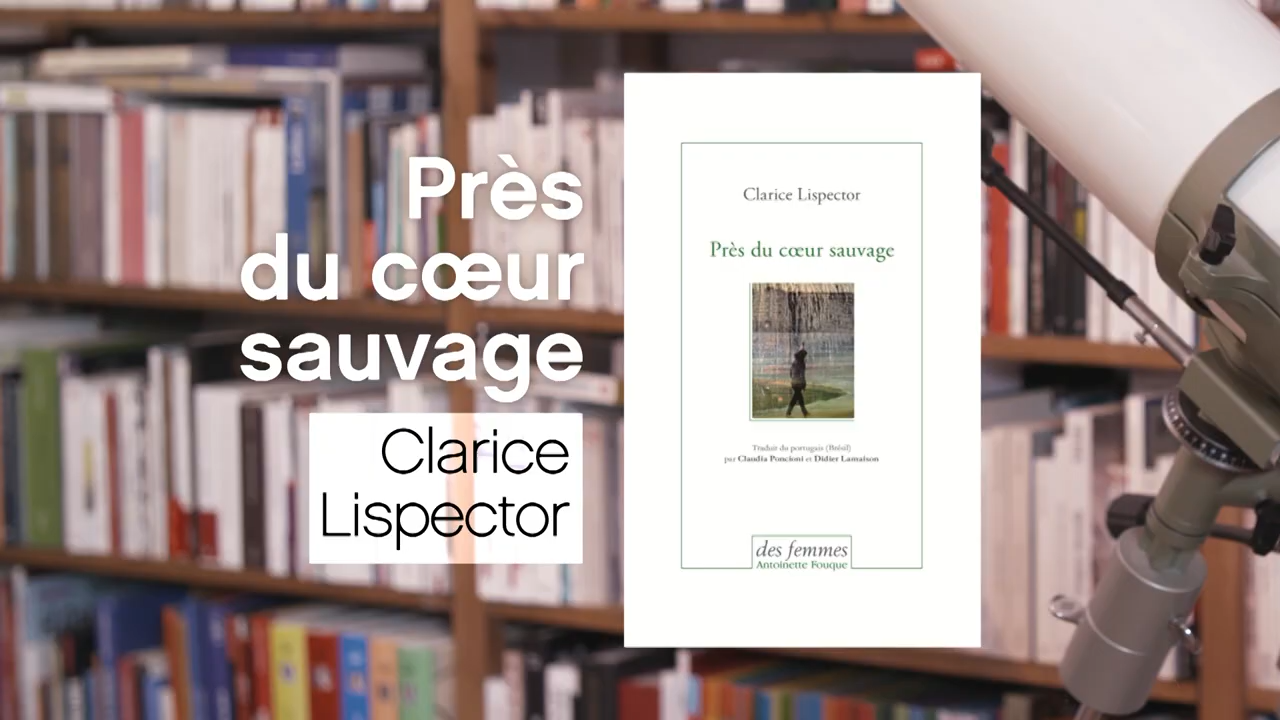 Près
du cœur
sauvage
Clarice
Lispector
Clarice Lispector
Près du cœur sauvage
Traduit du portugais (Brésil)
par Claudia Poncioni et Didier Lamaison
des femmes
Antoinette Fouque